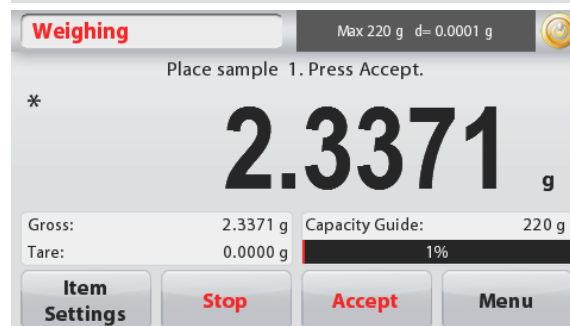 Weighing
Max 220 g d= 0.0001 g
Place sample 1. Press Accept.
*
2.3371 g
Gross: 2.3371 g Capacity Guide: 220 g
Tare: 0.0000 g 1%
Item Settings Stop Accept Menu